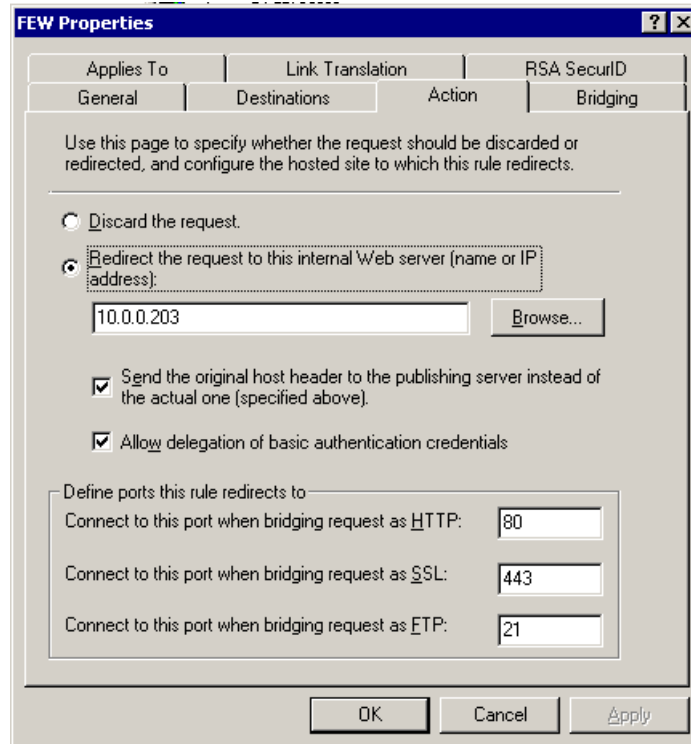 FEW Properties
Applies To
Link Translation
RSA SecurID
General
Destinations
Action
Bridging
Use this page to specify whether the request should be discarded or
redirected, and configure the hosted site to which this rule redirects.
Discard the request.
Redirect the request to this internal Web server (name or IP
address):
10.0.0.203
Browse...
Send the original host header to the publishing server instead of
the actual one (specified above).
Allow delegation of basic authentication credentials
Define ports this rule redirects to
Connect to this port when bridging request as HTTP:
80
Connect to this port when bridging request as SSL:
443
Connect to this port when bridging request as FTP:
21
OK
Cancel
Apply